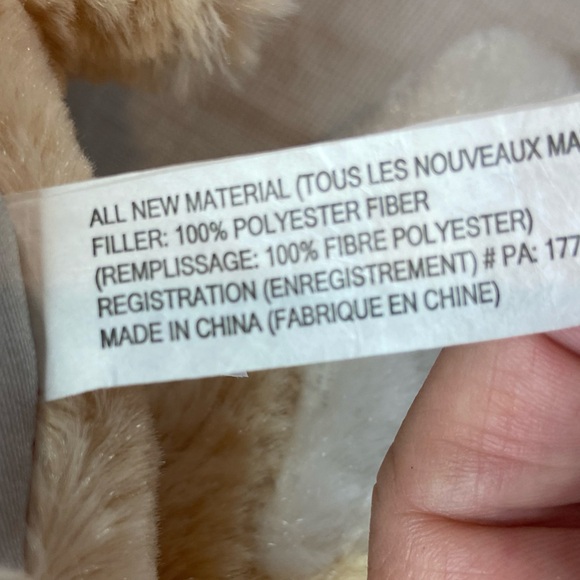 ALL NEW MATERIAL (TOUS LES NOUVEAUX
FILLER: 100% POLYESTER FIBER
(REMPLISSAGE: 100% FIBRE POLYESTER)
REGISTRATION (ENREGISTREMENT) # PA: 177
MADE IN CHINA (FABRIQUE EN CHINE)